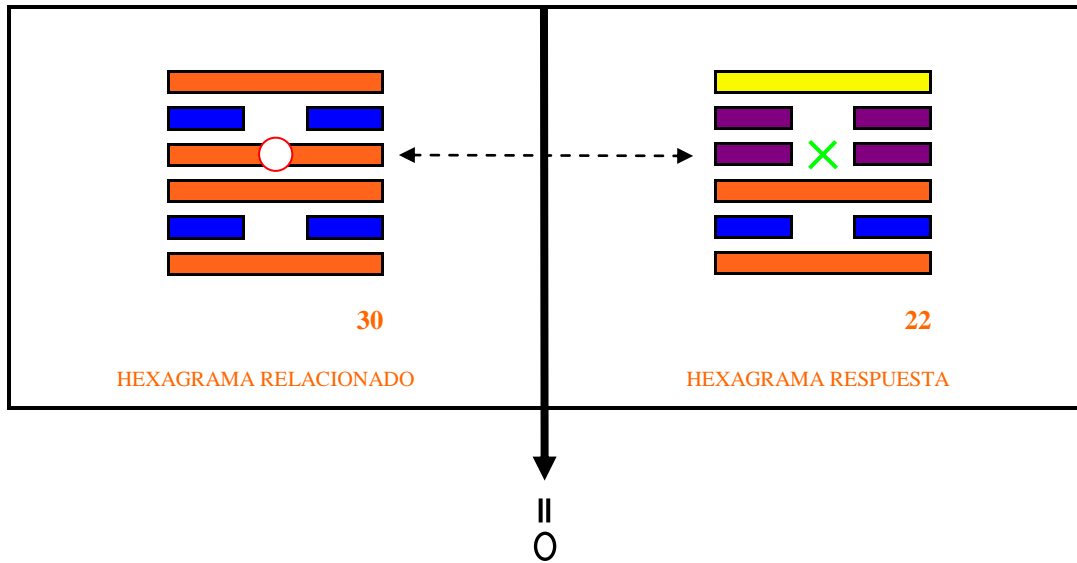 30
22
HEXAGRAMA RELACIONADO
HEXAGRAMA RESPUESTA
=
0